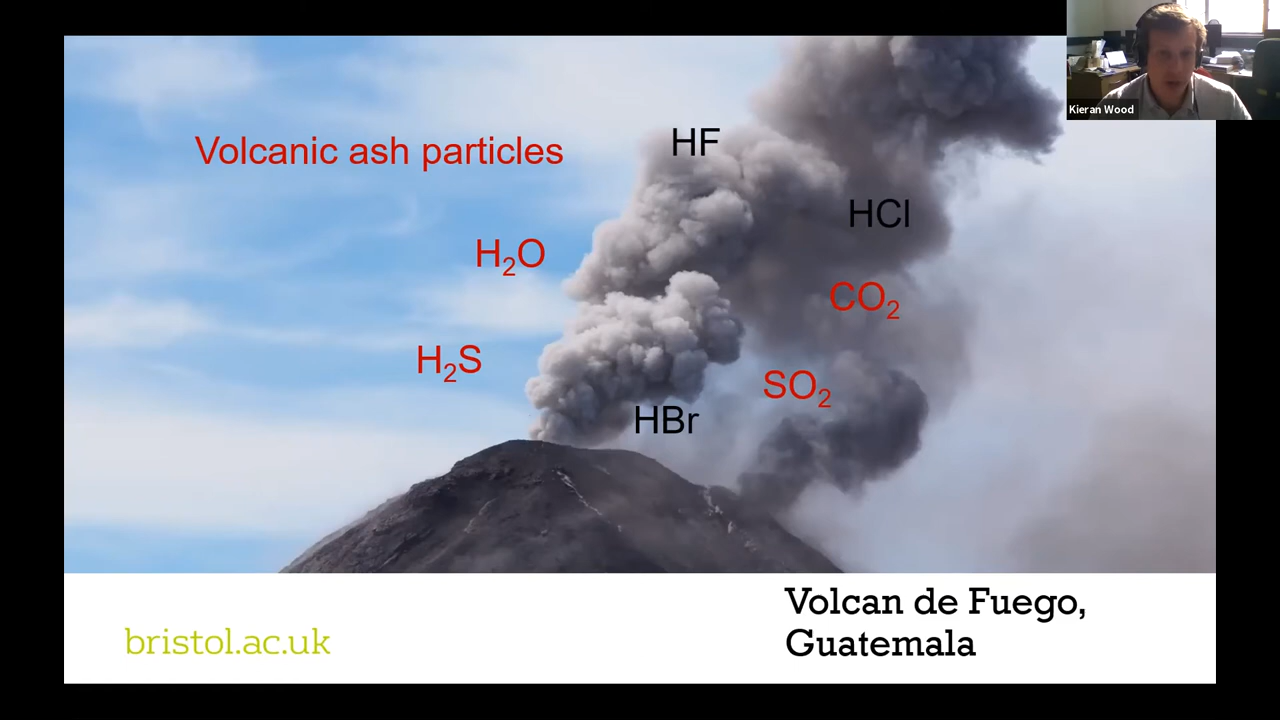 Kieran Wood
HF
Volcanic ash particles
HCl
H₂O
CO₂
H₂S
SO₂
HBr
Volcan de Fuego,
Guatemala
bristol.ac.uk